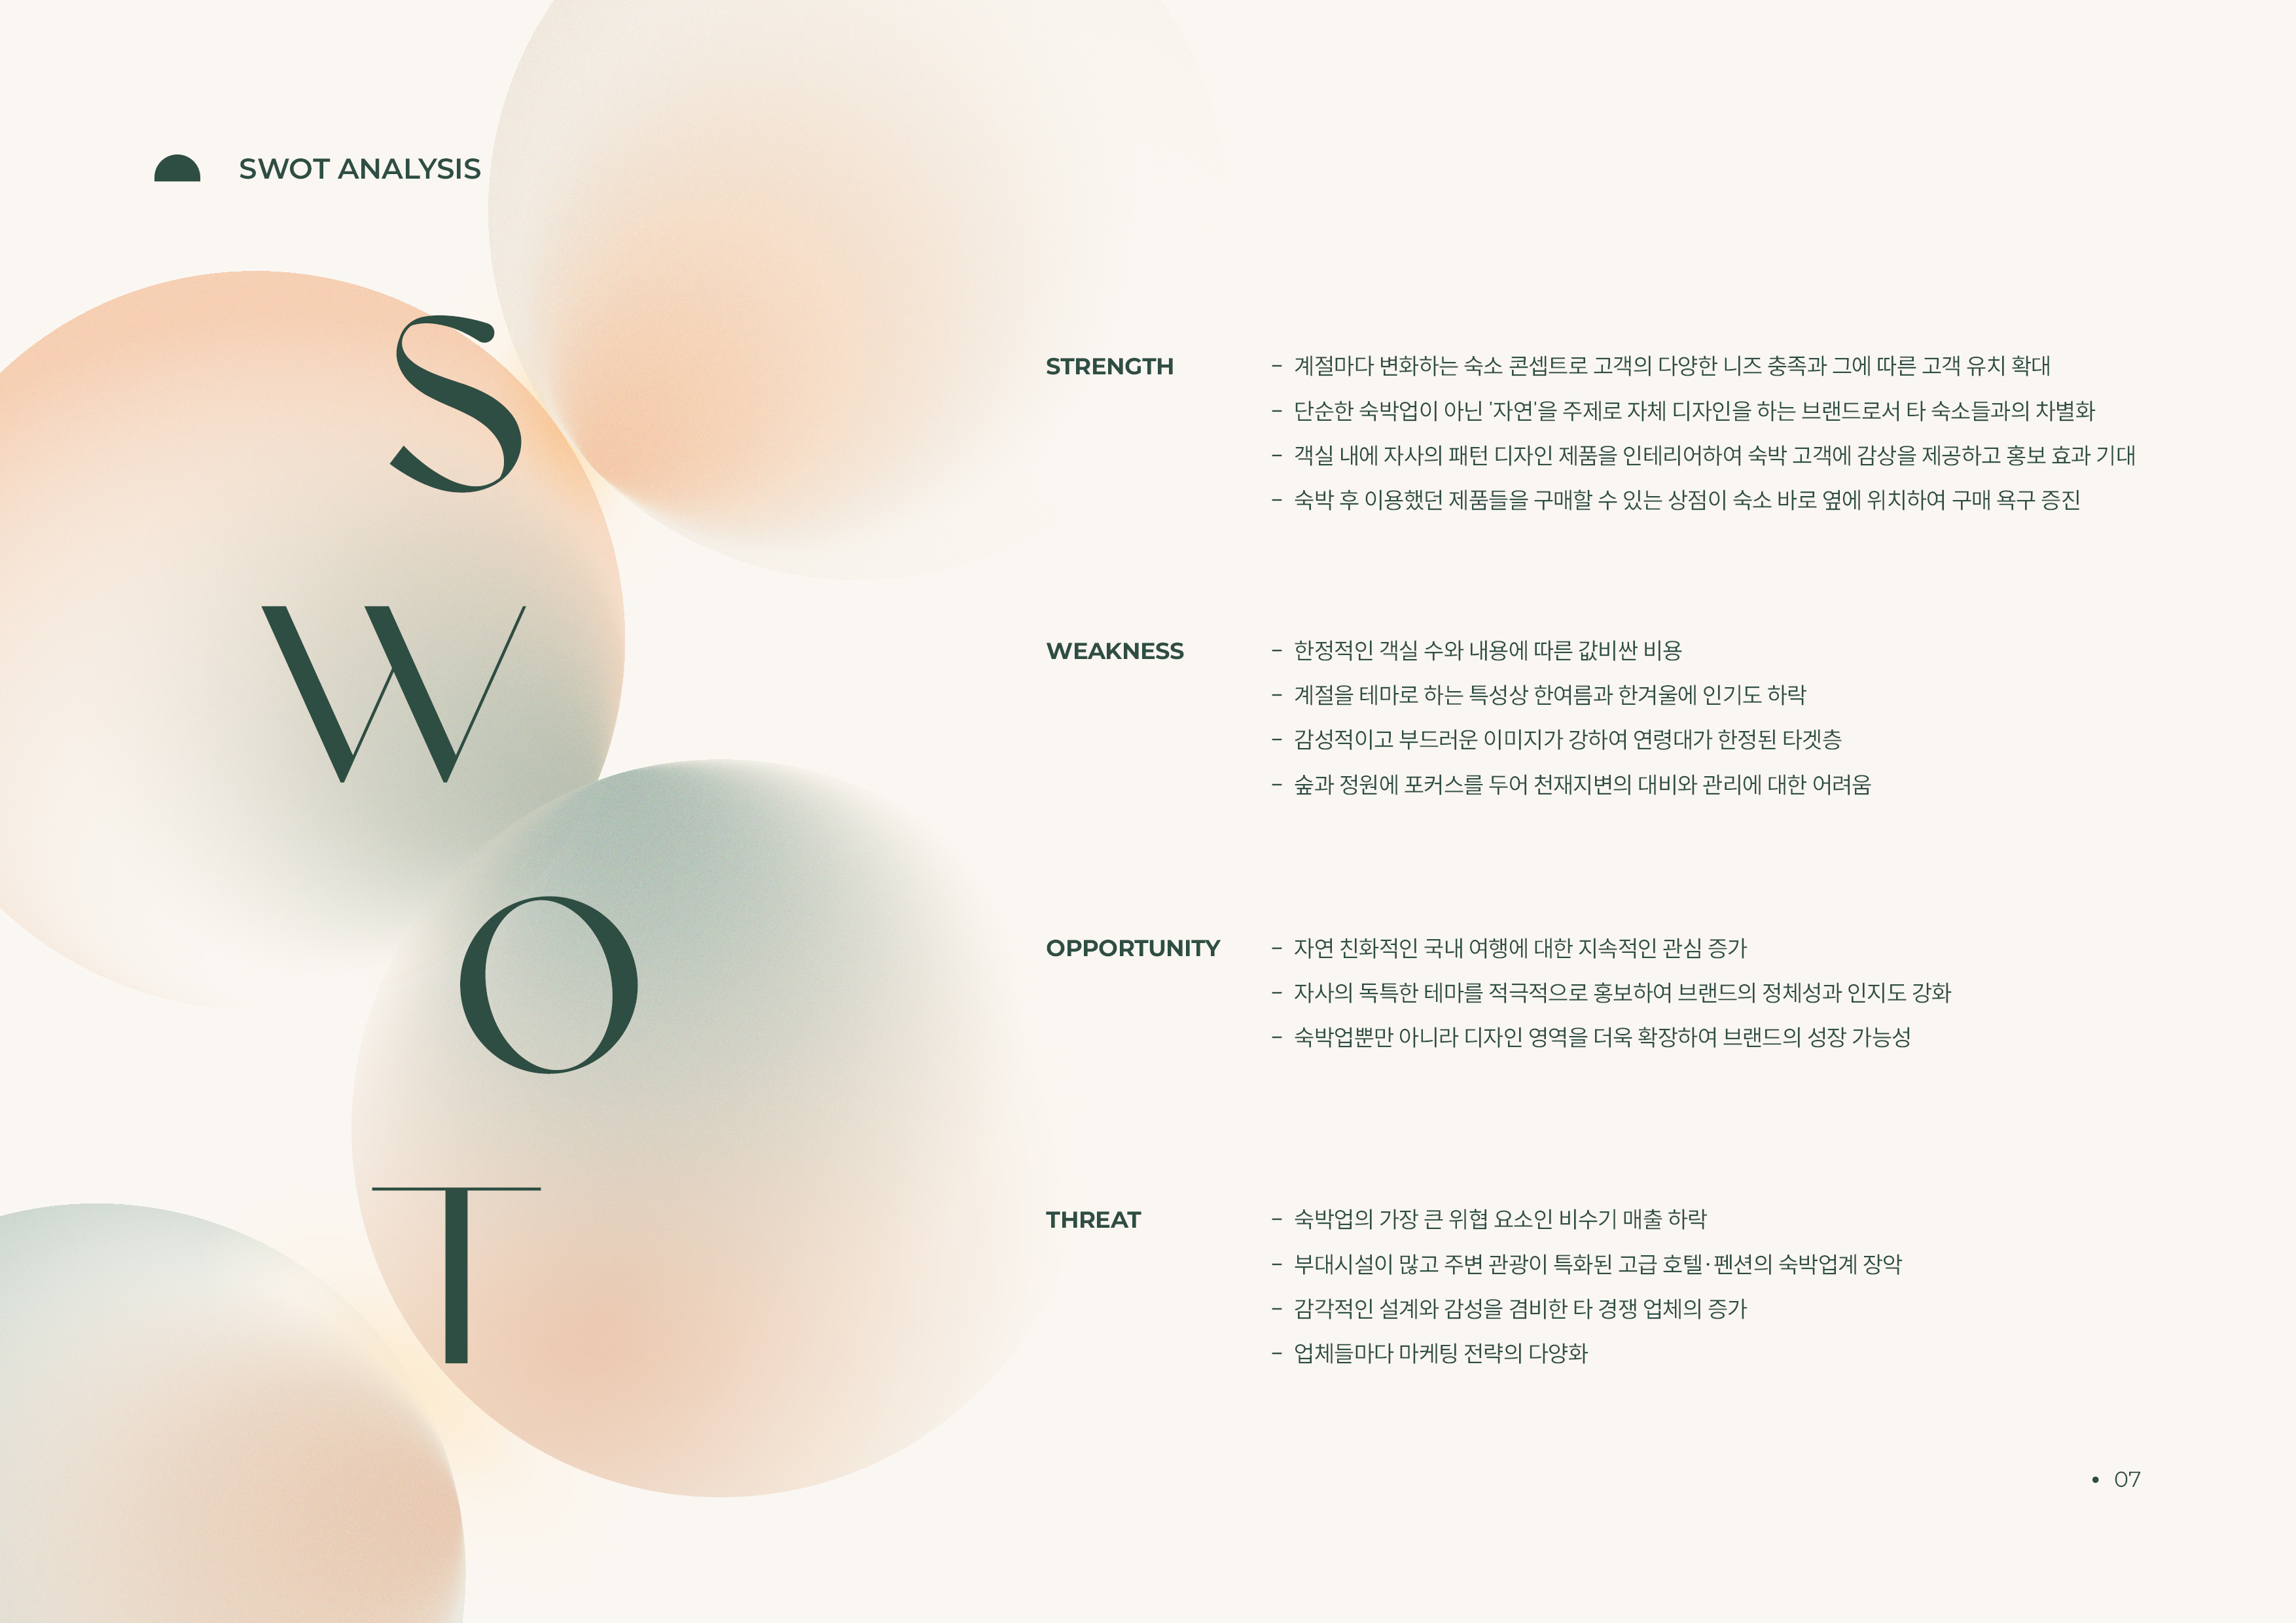 SWOT ANALYSIS
S
W
O
T
STRENGTH
– 계절마다 변화하는 숙소 콘셉트로 고객의 다양한 니즈 충족과 그에 따른 고객 유치 확대
– 단순한 숙박업이 아닌 '자연'을 주제로 자체 디자인을 하는 브랜드로서 타 숙소들과의 차별화
– 객실 내에 자사의 패턴 디자인 제품을 인테리어하여 숙박 고객에 감상을 제공하고 홍보 효과 기대
– 숙박 후 이용했던 제품들을 구매할 수 있는 상점이 숙소 바로 옆에 위치하여 구매 욕구 증진
WEAKNESS
– 한정적인 객실 수와 내용에 따른 값비싼 비용
– 계절을 테마로 하는 특성상 한여름과 한겨울에 인기도 하락
– 감성적이고 부드러운 이미지가 강하여 연령대가 한정된 타겟층
– 숲과 정원에 포커스를 두어 천재지변의 대비와 관리에 대한 어려움
OPPORTUNITY
– 자연 친화적인 국내 여행에 대한 지속적인 관심 증가
– 자사의 독특한 테마를 적극적으로 홍보하여 브랜드의 정체성과 인지도 강화
– 숙박업뿐만 아니라 디자인 영역을 더욱 확장하여 브랜드의 성장 가능성
THREAT
– 숙박업의 가장 큰 위협 요소인 비수기 매출 하락
– 부대시설이 많고 주변 관광이 특화된 고급 호텔·펜션의 숙박업계 장악
– 감각적인 설계와 감성을 겸비한 타 경쟁 업체의 증가
– 업체들마다 마케팅 전략의 다양화
• 07